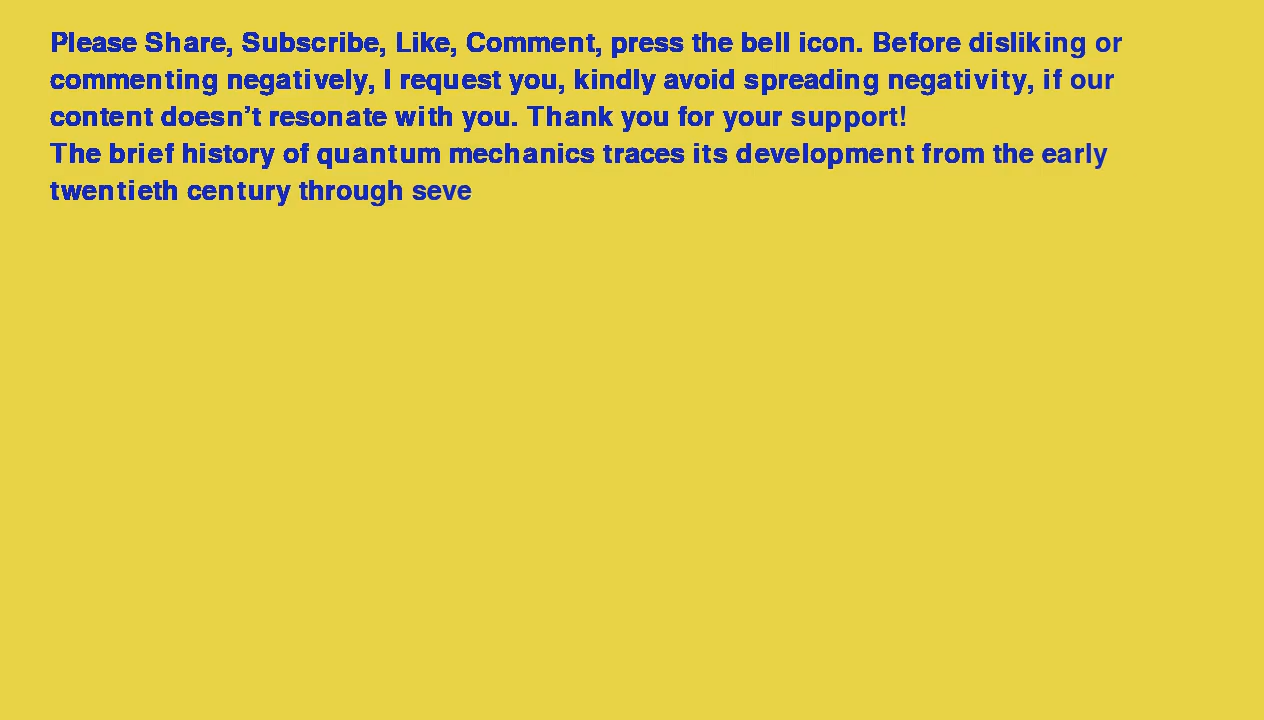 Please Share, Subscribe, Like, Comment, press the bell icon. Before disliking or
commenting negatively, I request you, kindly avoid spreading negativity, if our
content doesn’t resonate with you. Thank you for your support!
The brief history of quantum mechanics traces its development from the early
twentieth century through seve